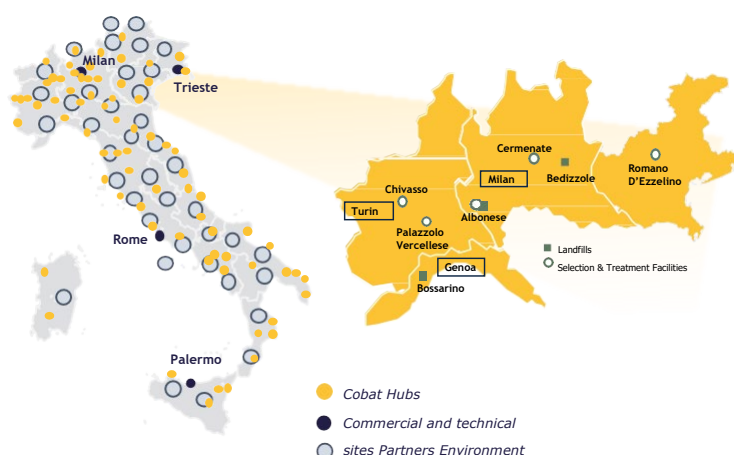 Milan
Trieste
Rome
Palermo
Cermenate
Milan
Bedizzole
Romano
D'Ezzelino
Chivasso
Turin
Albonese
Palazzolo
Vercellese
Genoa
Bossarino
Landfills
Selection & Treatment Facilities
Cobat Hubs
Commercial and technical
sites Partners Environment